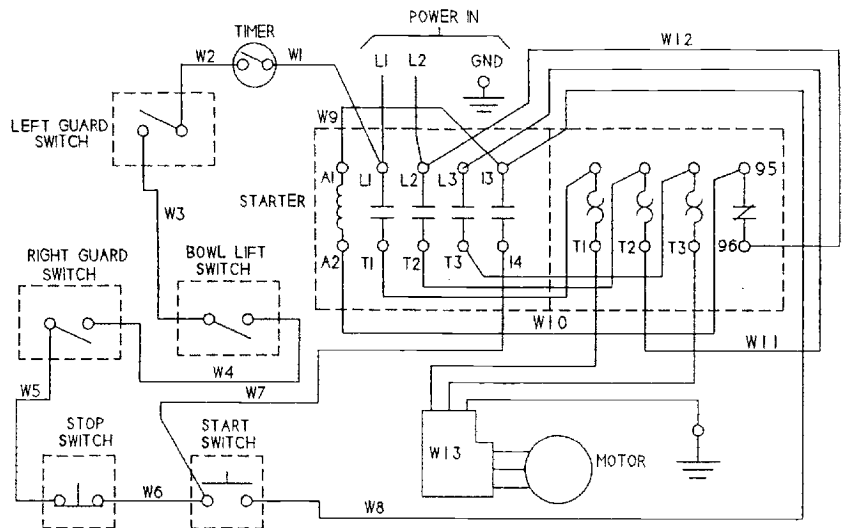 POWER IN
TIMER
W12
W2
W1
L1
L2
GND
LEFT GUARD
SWITCH
W9
A1
L1
L2
L3
13
95
STARTER
W3
RIGHT GUARD
SWITCH
BOWL LIFT
SWITCH
A2
T1
T2
T3
14
T1
T2
T3
96
W10
W11
W4
W5
W7
STOP
SWITCH
START
SWITCH
W13
MOTOR
W6
W8